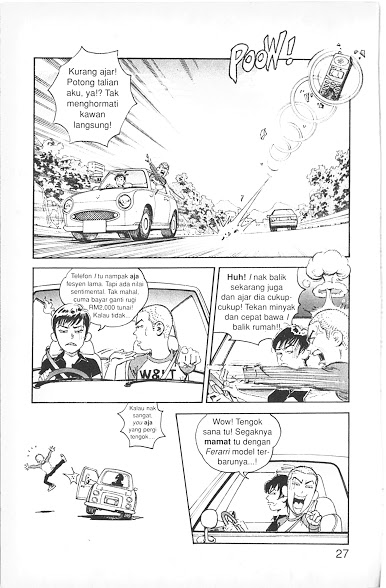 POOW!
Kurang ajar!
Potong talian
aku, ya!? Tak
menghormati
kawan
langsung!
Telefon I tu nampak aja
fesyen lama. Tapi ada nilai
sentimental. Tak mahal,
cuma bayar ganti rugi
RM2,000 tunai!
Kalau tidak...
Huh! I nak balik
sekarang juga
dan ajar dia cukup-
cukup! Tekan minyak
dan cepat bawa I
balik rumah!!
W&LT
Kalau nak
sangat,
you aja
yang pergi
tengok....
Wow! Tengok
sana tu! Segaknya
mamat tu dengan
Ferarri model ter-
barunya...!
27